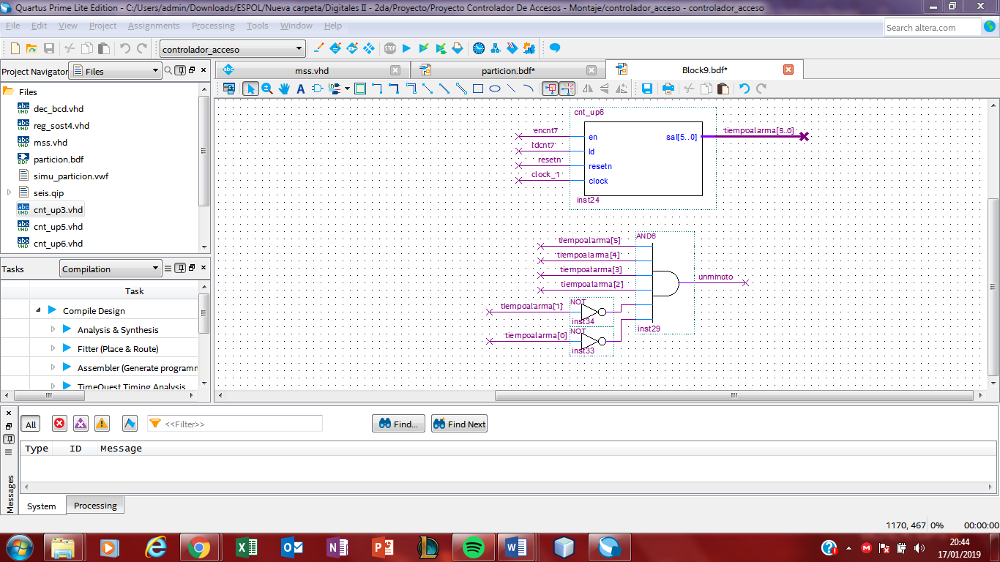 Quartus Prime Lite Edition - C:/Users/admin/Downloads/ESPOL/Nueva carpeta/Digitales II - 2da/Proyecto/Proyecto Controlador De Accesos - Montaje/controlador_acceso - controlador_acceso
File Edit View Project Assignments Processing Tools Window Help
Search altera.com
controlador_acceso
Project Navigator Files
mss.vhd
particion.bdf*
Block9.bdf*
Files
dec_bcd.vhd
reg_sost4.vhd
mss.vhd
particion.bdf
simu_particion.vwf
seis.qip
cnt_up3.vhd
cnt_up5.vhd
cnt_up6.vhd
cnt_up6
encnt7
ldcnt7
resetn
clock_1
en
ld
resetn
clock
sal[5..0]
tiempoalarma[5..0]
inst24
tiempoalarma[5]
tiempoalarma[4]
tiempoalarma[3]
tiempoalarma[2]
tiempoalarma[1]
tiempoalarma[0]
AND6
unminuto
NOT
inst34
NOT
inst33
inst29
Tasks Compilation
Task
Compile Design
Analysis & Synthesis
Fitter (Place & Route)
Assembler (Generate programm
TimeQuest Timing Analysis
All
<<Filter>>
Find...
Find Next
Type ID Message
Messages
System Processing
1170, 467 0% 00:00:00
20:44
17/01/2019